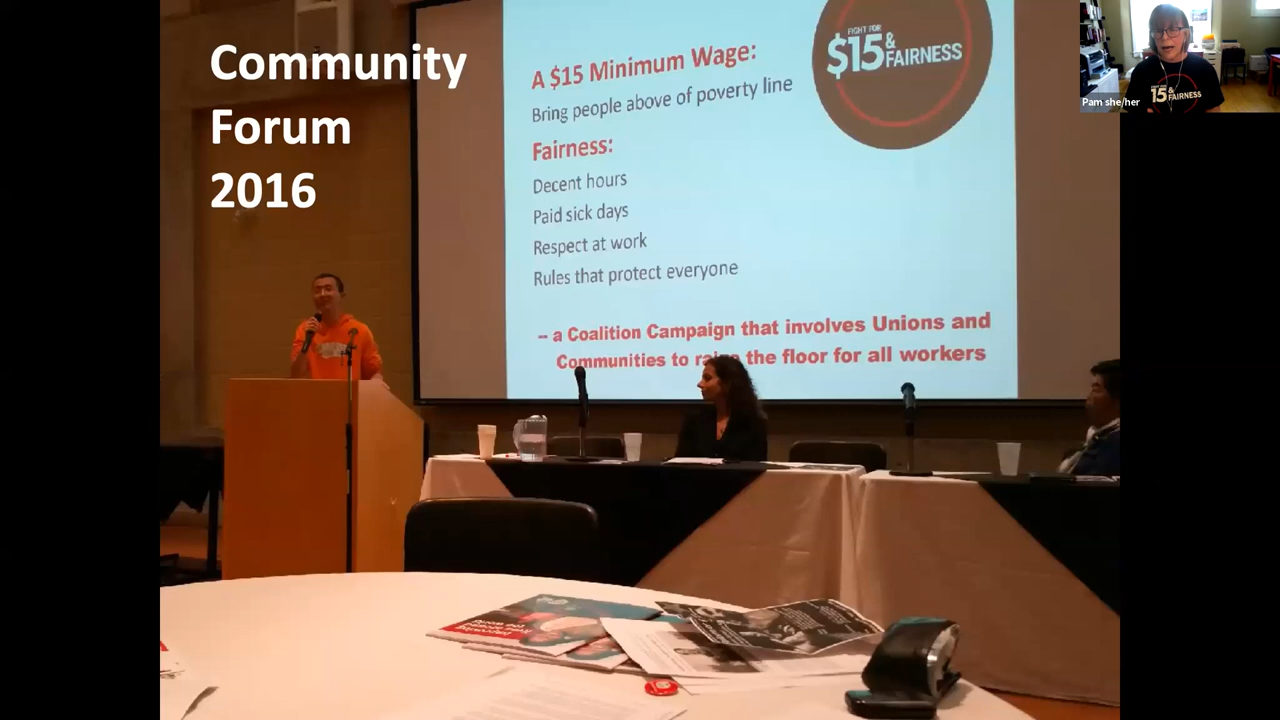 Community
Forum
2016
A $15 Minimum Wage:
Bring people above of poverty line
Fairness:
Decent hours
Paid sick days
Respect at work
Rules that protect everyone
– a Coalition Campaign that involves Unions and
Communities to raise the floor for all workers
FIGHT FOR
$15 &
FAIRNESS
Pam she/her
15 &
FAIRNESS